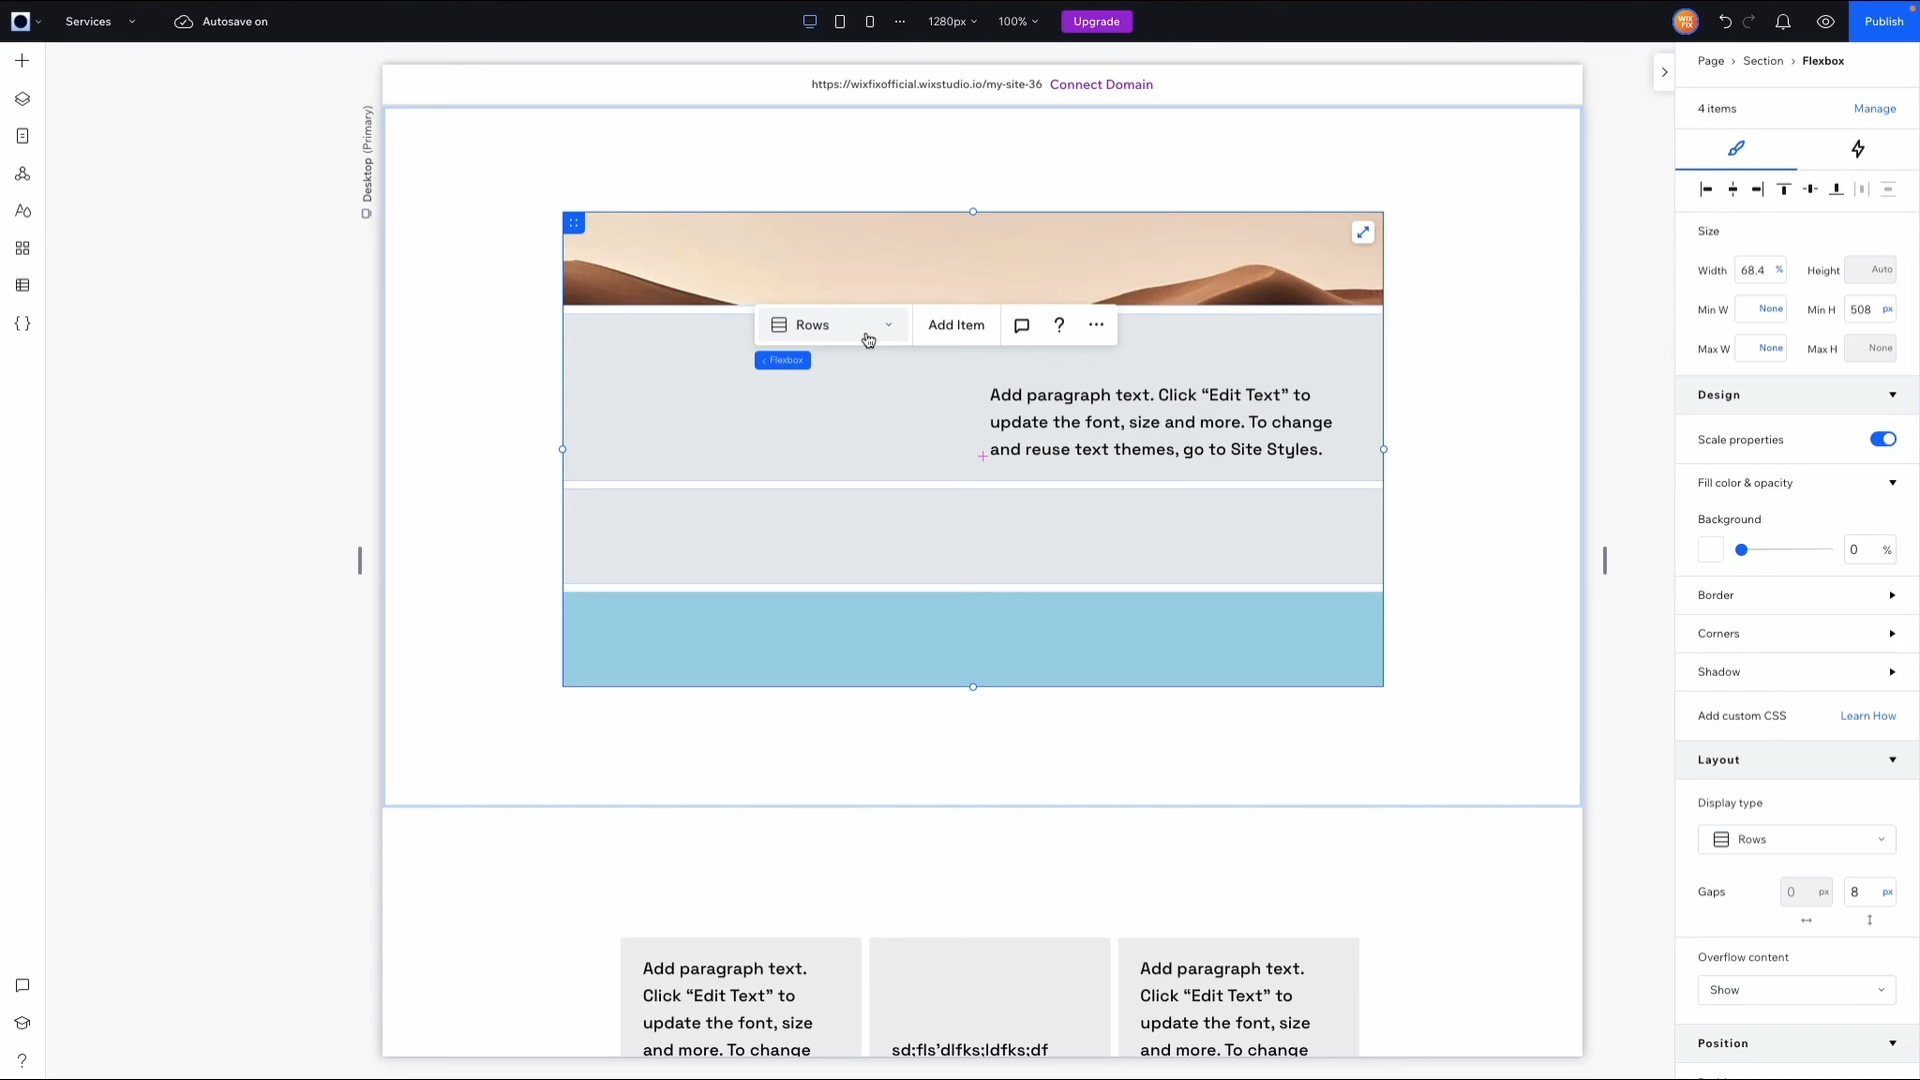 Services
Autosave on
1280px
100%
Upgrade
WIX
FIX
Publish
https://wixfixofficial.wixstudio.io/my-site-36 Connect Domain
Desktop (Primary)
Rows
Add Item
?
< Flexbox
Add paragraph text. Click “Edit Text” to
update the font, size and more. To change
and reuse text themes, go to Site Styles.
Add paragraph text.
Click “Edit Text” to
update the font, size
and more. To change
sd;fls'dlfks;ldfks;df
Add paragraph text.
Click “Edit Text” to
update the font, size
and more. To change
Page > Section > Flexbox
4 items Manage
Size
Width 68.4 % Height Auto
Min W None Min H 508 px
Max W None Max H None
Design
Scale properties
Fill color & opacity
Background
0 %
Border
Corners
Shadow
Add custom CSS Learn How
Layout
Display type
Rows
Gaps 0 px 8 px
Overflow content
Show
Position